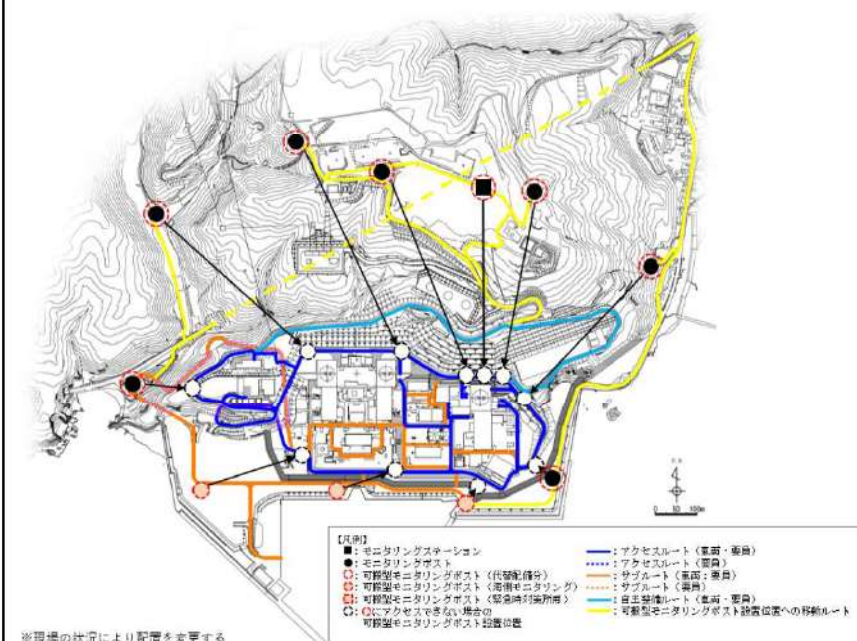 【凡例】
■：モニタリングステーション
●：モニタリングポスト
：可搬型モニタリングポスト（代替配備分）
：可搬型モニタリングポスト（海側モニタリング）
：可搬型モニタリングポスト（緊急時対策所用）
：○にアクセスできない場合の
可搬型モニタリングポスト設置位置
：アクセスルート（車両・要員）
：アクセスルート（要員）
：サブルート（車両・要員）
：サブルート（要員）
：自主整備ルート（車両・要員）
：可搬型モニタリングポスト設置位置への移動ルート
0 50 100m
※現場の状況により配置を変更する